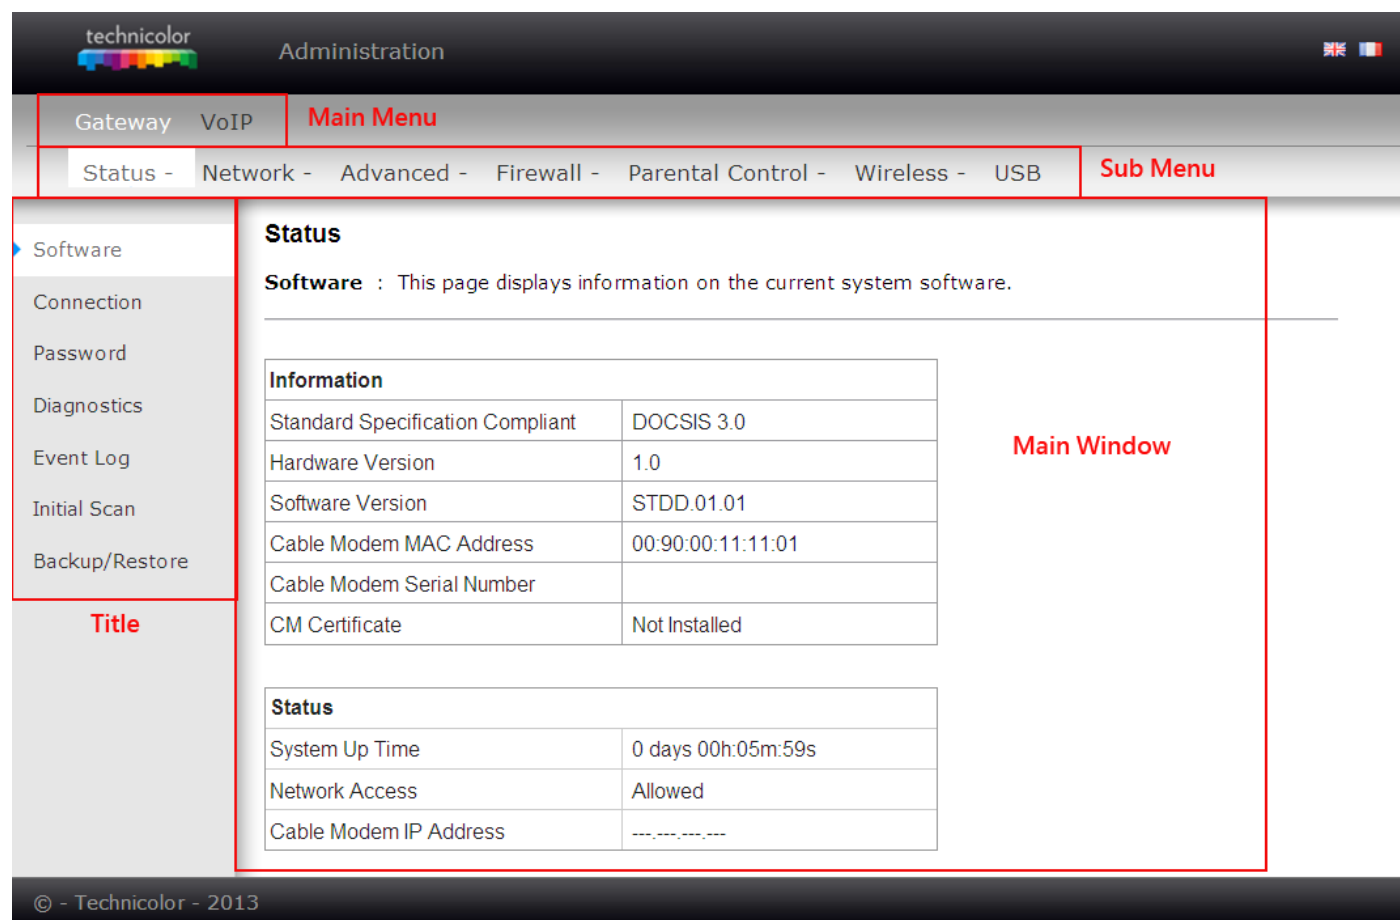 technicolor
Administration
Gateway VoIP Main Menu
Status - Network - Advanced - Firewall - Parental Control - Wireless - USB Sub Menu
Software
Connection
Password
Diagnostics
Event Log
Initial Scan
Backup/Restore
Title
Status
Software : This page displays information on the current system software.
Information
Standard Specification Compliant DOCSIS 3.0
Hardware Version 1.0
Software Version STDD.01.01
Cable Modem MAC Address 00:90:00:11:11:01
Cable Modem Serial Number
CM Certificate Not Installed
Main Window
Status
System Up Time 0 days 00h:05m:59s
Network Access Allowed
Cable Modem IP Address ---.---.---.---
© - Technicolor - 2013